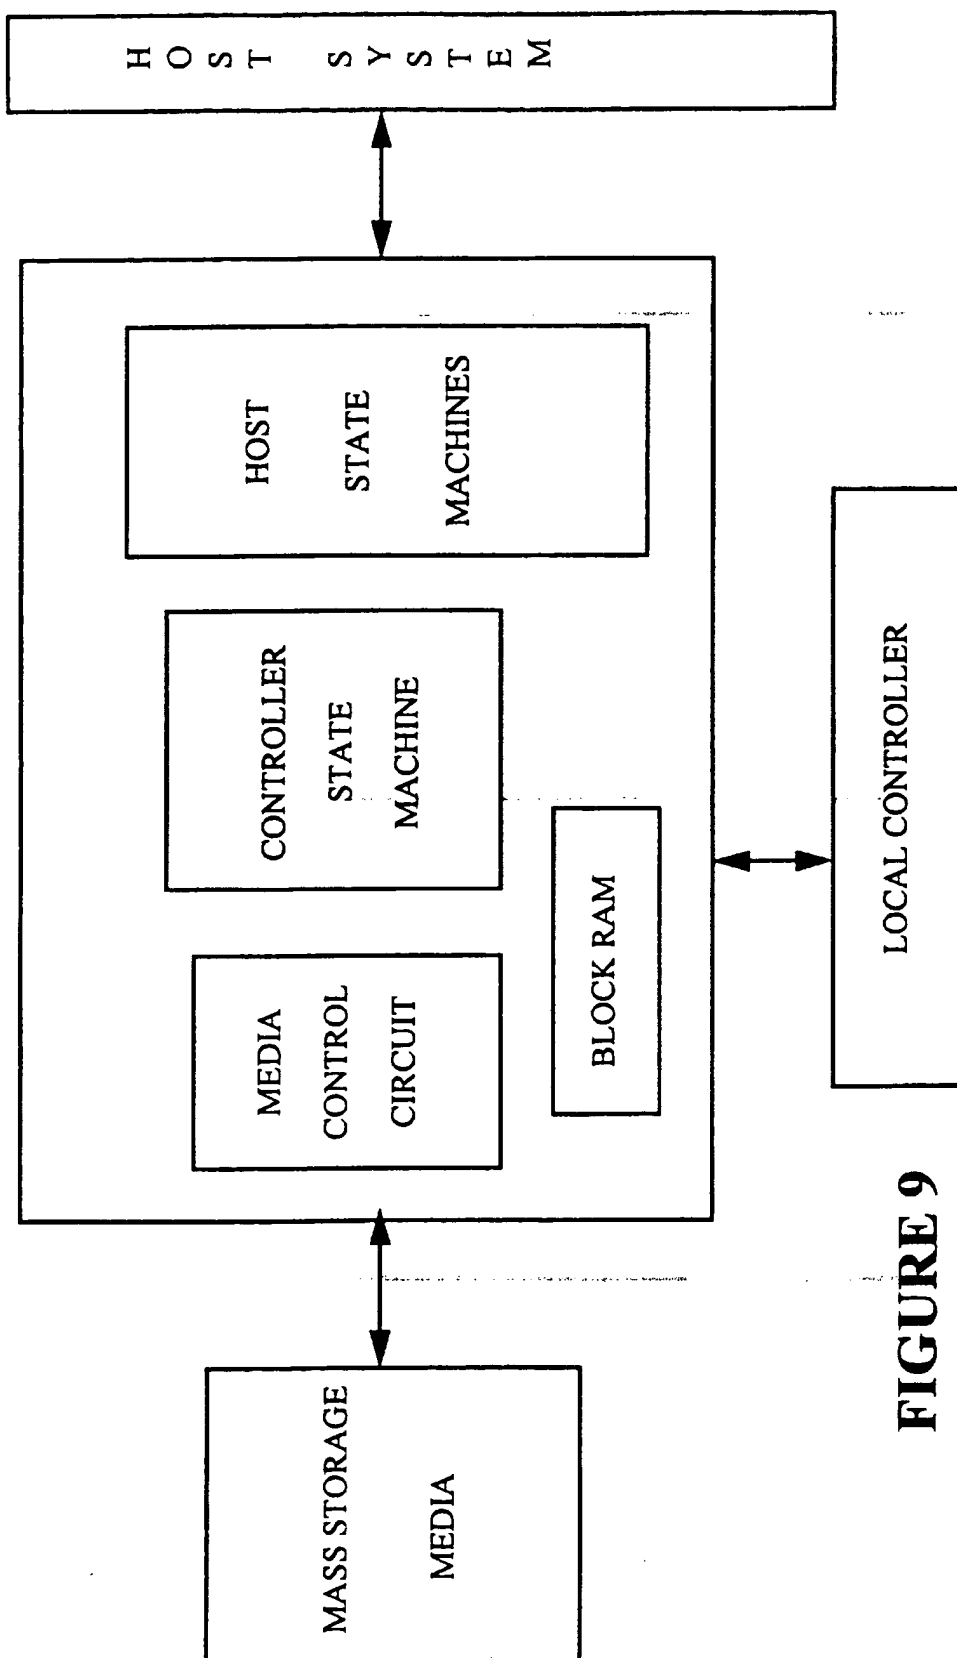 MASS STORAGE
MEDIA
MEDIA
CONTROL
CIRCUIT
BLOCK RAM
CONTROLLER
STATE
MACHINE
HOST
STATE
MACHINES
HOST SYSTEM
LOCAL CONTROLLER
FIGURE 9